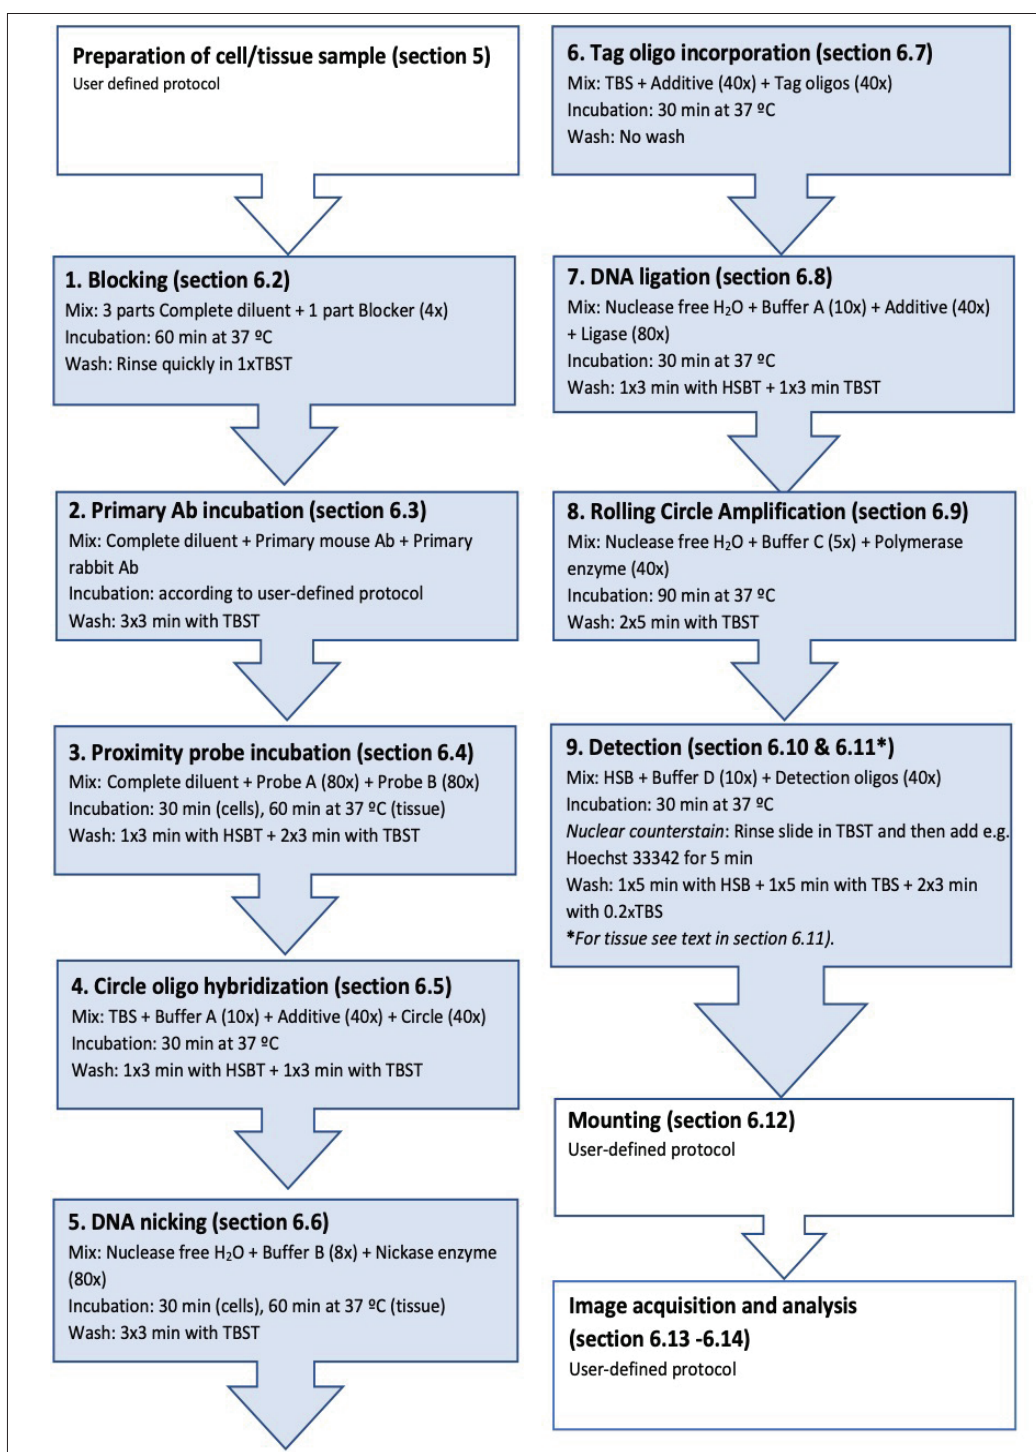 Preparation of cell/tissue sample (section 5)
User defined protocol
1. Blocking (section 6.2)
Mix: 3 parts Complete diluent + 1 part Blocker (4x)
Incubation: 60 min at 37 ºC
Wash: Rinse quickly in 1xTBST
2. Primary Ab incubation (section 6.3)
Mix: Complete diluent + Primary mouse Ab + Primary
rabbit Ab
Incubation: according to user-defined protocol
Wash: 3x3 min with TBST
3. Proximity probe incubation (section 6.4)
Mix: Complete diluent + Probe A (80x) + Probe B (80x)
Incubation: 30 min (cells), 60 min at 37 ºC (tissue)
Wash: 1x3 min with HSBT + 2x3 min with TBST
4. Circle oligo hybridization (section 6.5)
Mix: TBS + Buffer A (10x) + Additive (40x) + Circle (40x)
Incubation: 30 min at 37 ºC
Wash: 1x3 min with HSBT + 1x3 min with TBST
5. DNA nicking (section 6.6)
Mix: Nuclease free H₂O + Buffer B (8x) + Nickase enzyme
(80x)
Incubation: 30 min (cells), 60 min at 37 ºC (tissue)
Wash: 3x3 min with TBST
6. Tag oligo incorporation (section 6.7)
Mix: TBS + Additive (40x) + Tag oligos (40x)
Incubation: 30 min at 37 ºC
Wash: No wash
7. DNA ligation (section 6.8)
Mix: Nuclease free H₂O + Buffer A (10x) + Additive (40x)
+ Ligase (80x)
Incubation: 30 min at 37 ºC
Wash: 1x3 min with HSBT + 1x3 min TBST
8. Rolling Circle Amplification (section 6.9)
Mix: Nuclease free H₂O + Buffer C (5x) + Polymerase
enzyme (40x)
Incubation: 90 min at 37 ºC
Wash: 2x5 min with TBST
9. Detection (section 6.10 & 6.11*)
Mix: HSB + Buffer D (10x) + Detection oligos (40x)
Incubation: 30 min at 37 ºC
Nuclear counterstain: Rinse slide in TBST and then add e.g.
Hoechst 33342 for 5 min
Wash: 1x5 min with HSB + 1x5 min with TBS + 2x3 min
with 0.2xTBS
*For tissue see text in section 6.11).
Mounting (section 6.12)
User-defined protocol
Image acquisition and analysis
(section 6.13 -6.14)
User-defined protocol